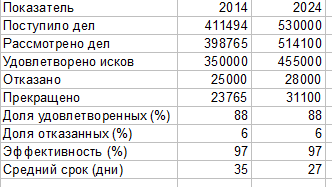 Показатель 2014 2024
Поступило дел 411494 530000
Рассмотрено дел 398765 514100
Удовлетворено исков 350000 455000
Отказано 25000 28000
Прекращено 23765 31100
Доля удовлетворенных (%) 88 88
Доля отказанных (%) 6 6
Эффективность (%) 97 97
Средний срок (дни) 35 27